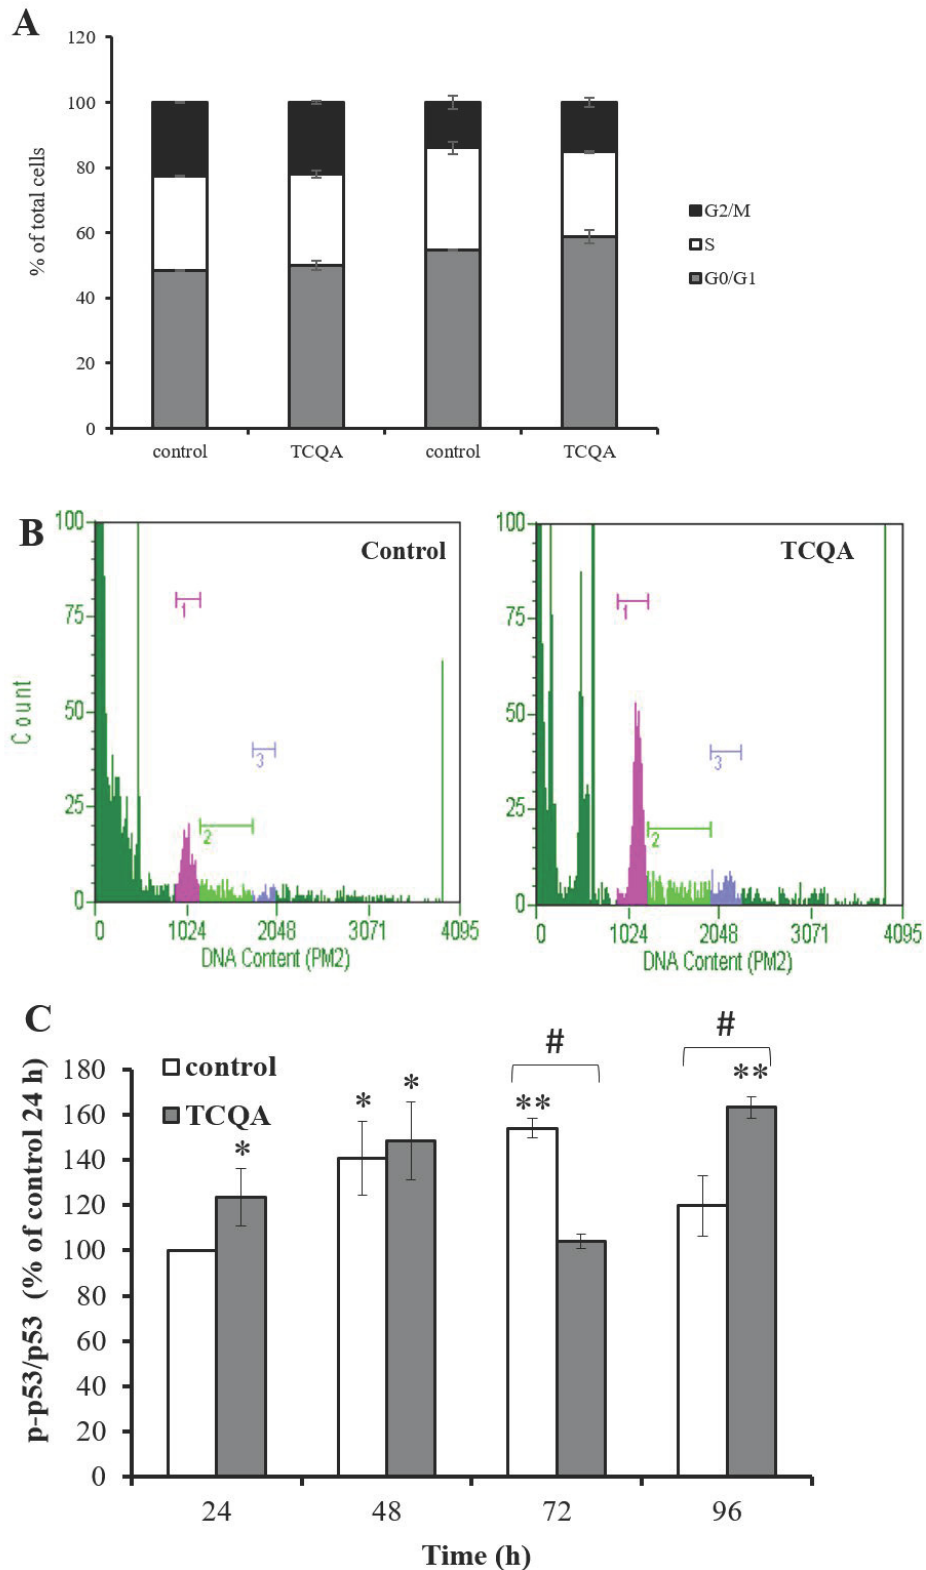 A
120
100
80
60
40
20
0
% of total cells
control TCQA control TCQA
G2/M
S
G0/G1
B
Control
100
75
50
25
0
Count
1
2
3
0 1024 2048 3071 4095
DNA Content (PM2)
TCQA
100
75
50
25
0
1
2
3
0 1024 2048 3071 4095
DNA Content (PM2)
C
control
TCQA
180
160
140
120
100
80
60
40
20
0
p-p53/p53 (% of control 24 h)
*
*
*
**
#
**
#
24 48 72 96
Time (h)